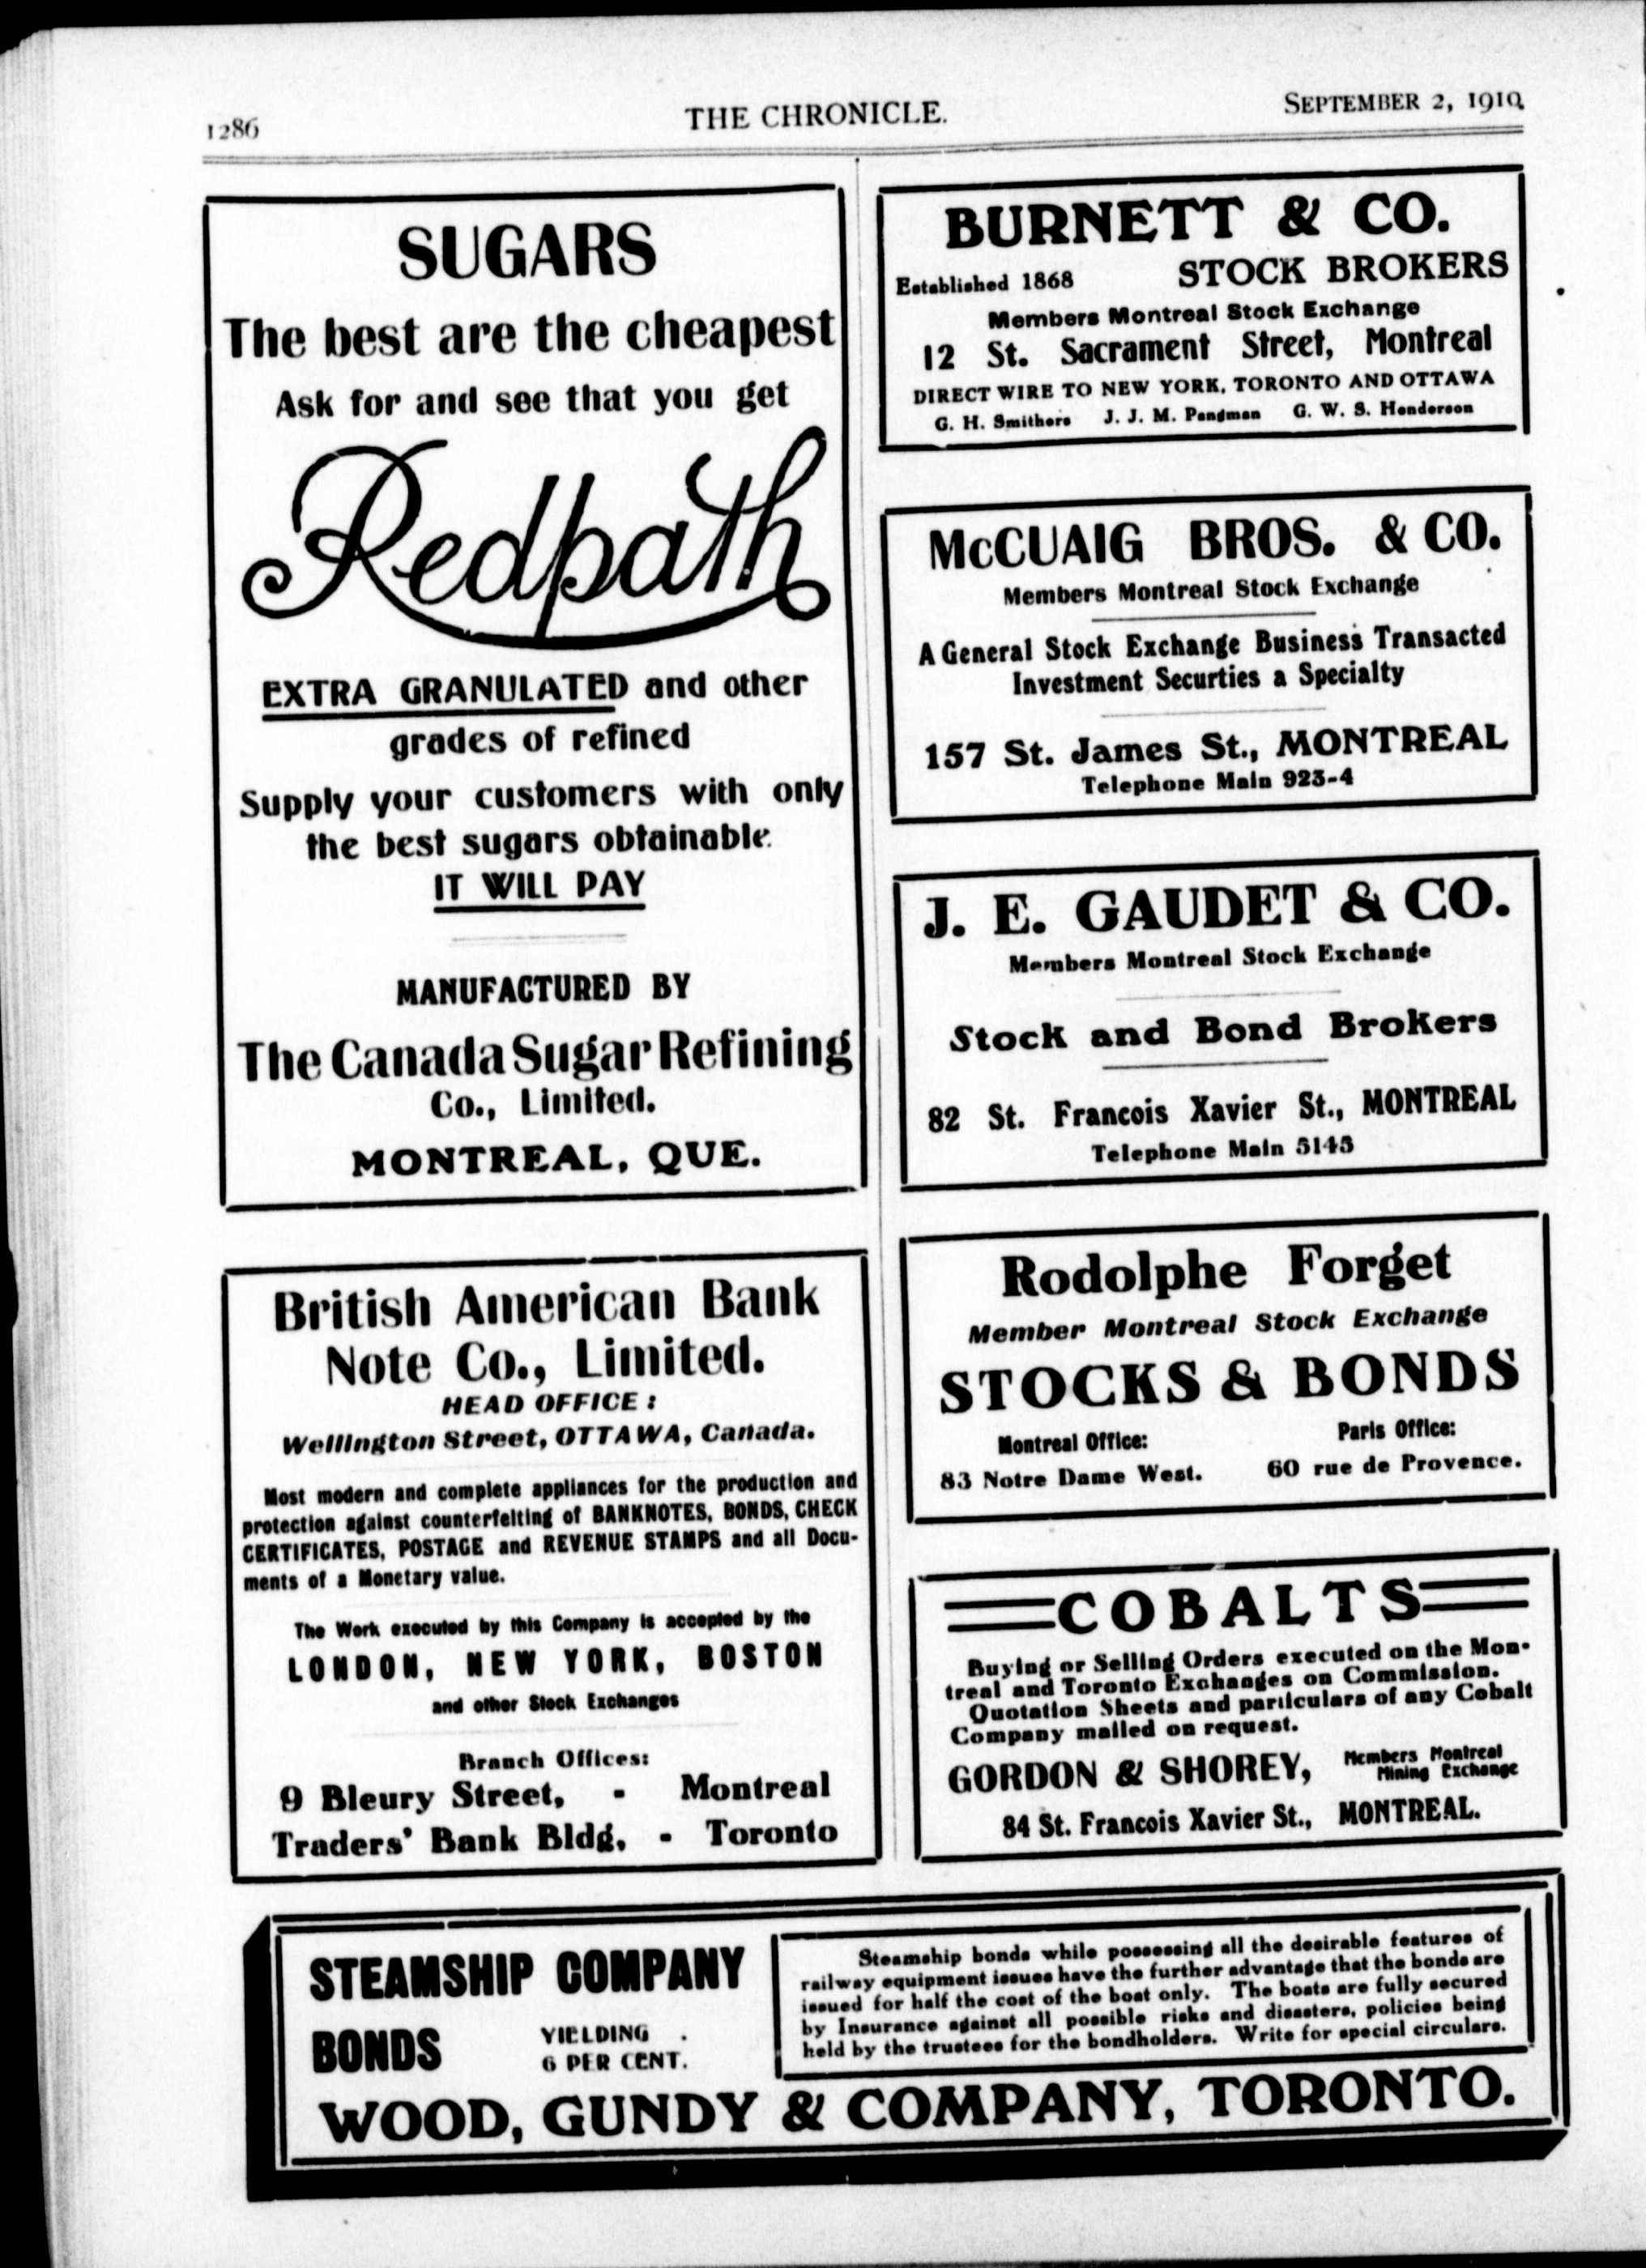 1286
THE CHRONICLE.
SEPTEMBER 2, 1910.
SUGARS
The best are the cheapest
Ask for and see that you get
Redpath
EXTRA GRANULATED and other
grades of refined
Supply your customers with only
the best sugars obtainable.
IT WILL PAY
MANUFACTURED BY
The Canada Sugar Refining
Co., Limited.
MONTREAL, QUE.
British American Bank
Note Co., Limited.
HEAD OFFICE :
Wellington Street, OTTAWA, Canada.
Most modern and complete appliances for the production and
protection against counterfeiting of BANKNOTES, BONDS, CHECK
CERTIFICATES, POSTAGE and REVENUE STAMPS and all Docu-
ments of a Monetary value.
The Work executed by this Company is accepted by the
LONDON, NEW YORK, BOSTON
and other Stock Exchanges
Branch Offices:
9 Bleury Street, - Montreal
Traders' Bank Bldg, - Toronto
BURNETT & CO.
Established 1868 STOCK BROKERS
Members Montreal Stock Exchange
12 St. Sacrament Street, Montreal
DIRECT WIRE TO NEW YORK, TORONTO AND OTTAWA
G. H. Smithers J. J. M. Pangman G. W. S. Henderson
McCUAIG BROS. & CO.
Members Montreal Stock Exchange
A General Stock Exchange Business Transacted
Investment Securties a Specialty
157 St. James St., MONTREAL
Telephone Main 923-4
J. E. GAUDET & CO.
Members Montreal Stock Exchange
Stock and Bond Brokers
82 St. Francois Xavier St., MONTREAL
Telephone Main 5145
Rodolphe Forget
Member Montreal Stock Exchange
STOCKS & BONDS
Montreal Office: Paris Office:
83 Notre Dame West. 60 rue de Provence.
COBALTS
Buying or Selling Orders executed on the Mon-
treal and Toronto Exchanges on Commission.
Quotation Sheets and particulars of any Cobalt
Company mailed on request.
GORDON & SHOREY, Members Montreal
Mining Exchange
84 St. Francois Xavier St., MONTREAL.
STEAMSHIP COMPANY
BONDS YIELDING
6 PER CENT.
Steamship bonds while possessing all the desirable features of
railway equipment issues have the further advantage that the bonds are
issued for half the cost of the boat only. The boats are fully secured
by Insurance against all possible risks and disasters, policies being
held by the trustees for the bondholders. Write for special circulars.
WOOD, GUNDY & COMPANY, TORONTO.